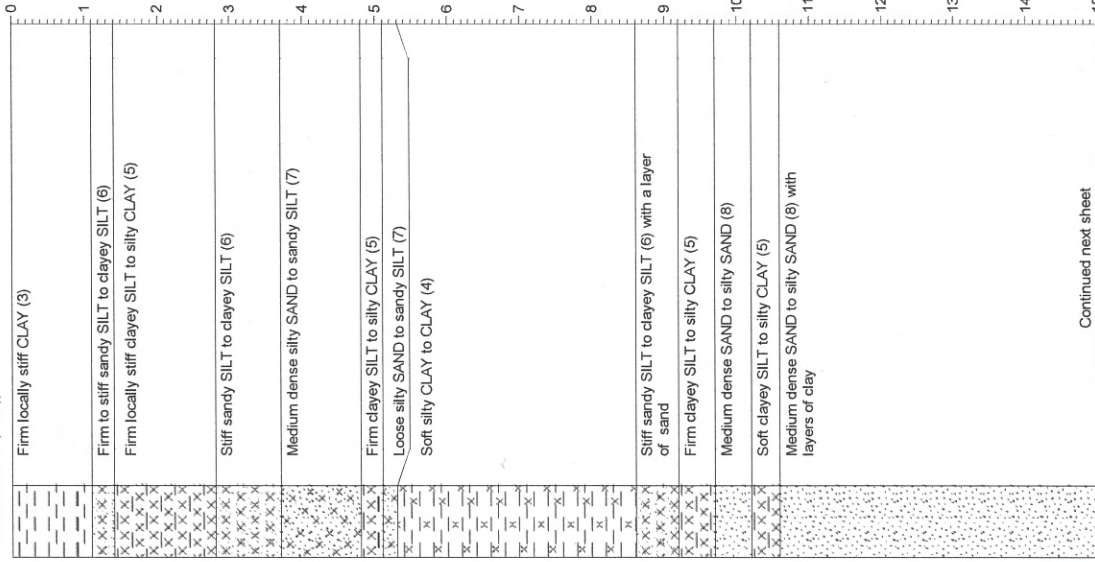 0
Firm locally stiff CLAY (3)
1
Firm to stiff sandy SILT to clayey SILT (6)
Firm locally stiff clayey SILT to silty CLAY (5)
2
3
Stiff sandy SILT to clayey SILT (6)
4
Medium dense silty SAND to sandy SILT (7)
5
Firm clayey SILT to silty CLAY (5)
Loose silty SAND to sandy SILT (7)
Soft silty CLAY to CLAY (4)
6
7
8
9
Stiff sandy SILT to clayey SILT (6) with a layer
of sand
Firm clayey SILT to silty CLAY (5)
10
Medium dense SAND to silty SAND (8)
Soft clayey SILT to silty CLAY (5)
11
Medium dense SAND to silty SAND (8) with
layers of clay
12
13
14
15
Continued next sheet